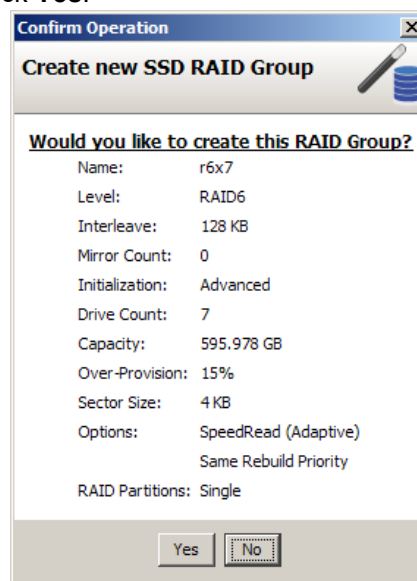 Yes.
Confirm Operation
Create new SSD RAID Group
Would you like to create this RAID Group?
Name: r6x7
Level: RAID6
Interleave: 128 KB
Mirror Count: 0
Initialization: Advanced
Drive Count: 7
Capacity: 595.978 GB
Over-Provision: 15%
Sector Size: 4 KB
Options: SpeedRead (Adaptive)
Same Rebuild Priority
RAID Partitions: Single
Yes No